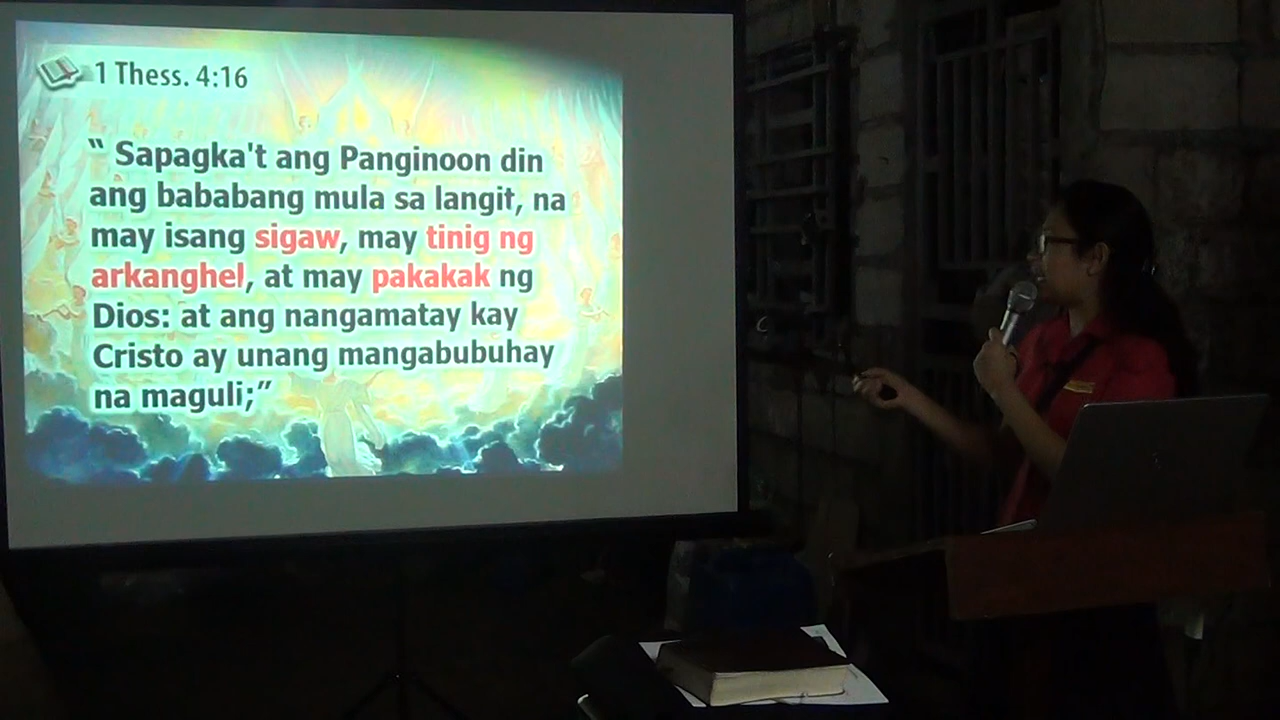 1 Thess. 4:16
“ Sapagka't ang Panginoon din
ang bababang mula sa langit, na
may isang sigaw, may tinig ng
arkanghel, at may pakakak ng
Dios: at ang nangamatay kay
Cristo ay unang mangabubuhay
na maguli;”